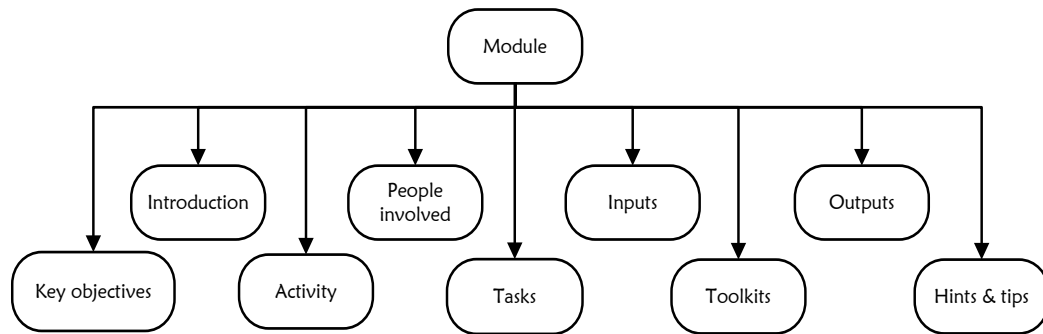 Module
Introduction
People
involved
Inputs
Outputs
Key objectives
Activity
Tasks
Toolkits
Hints & tips